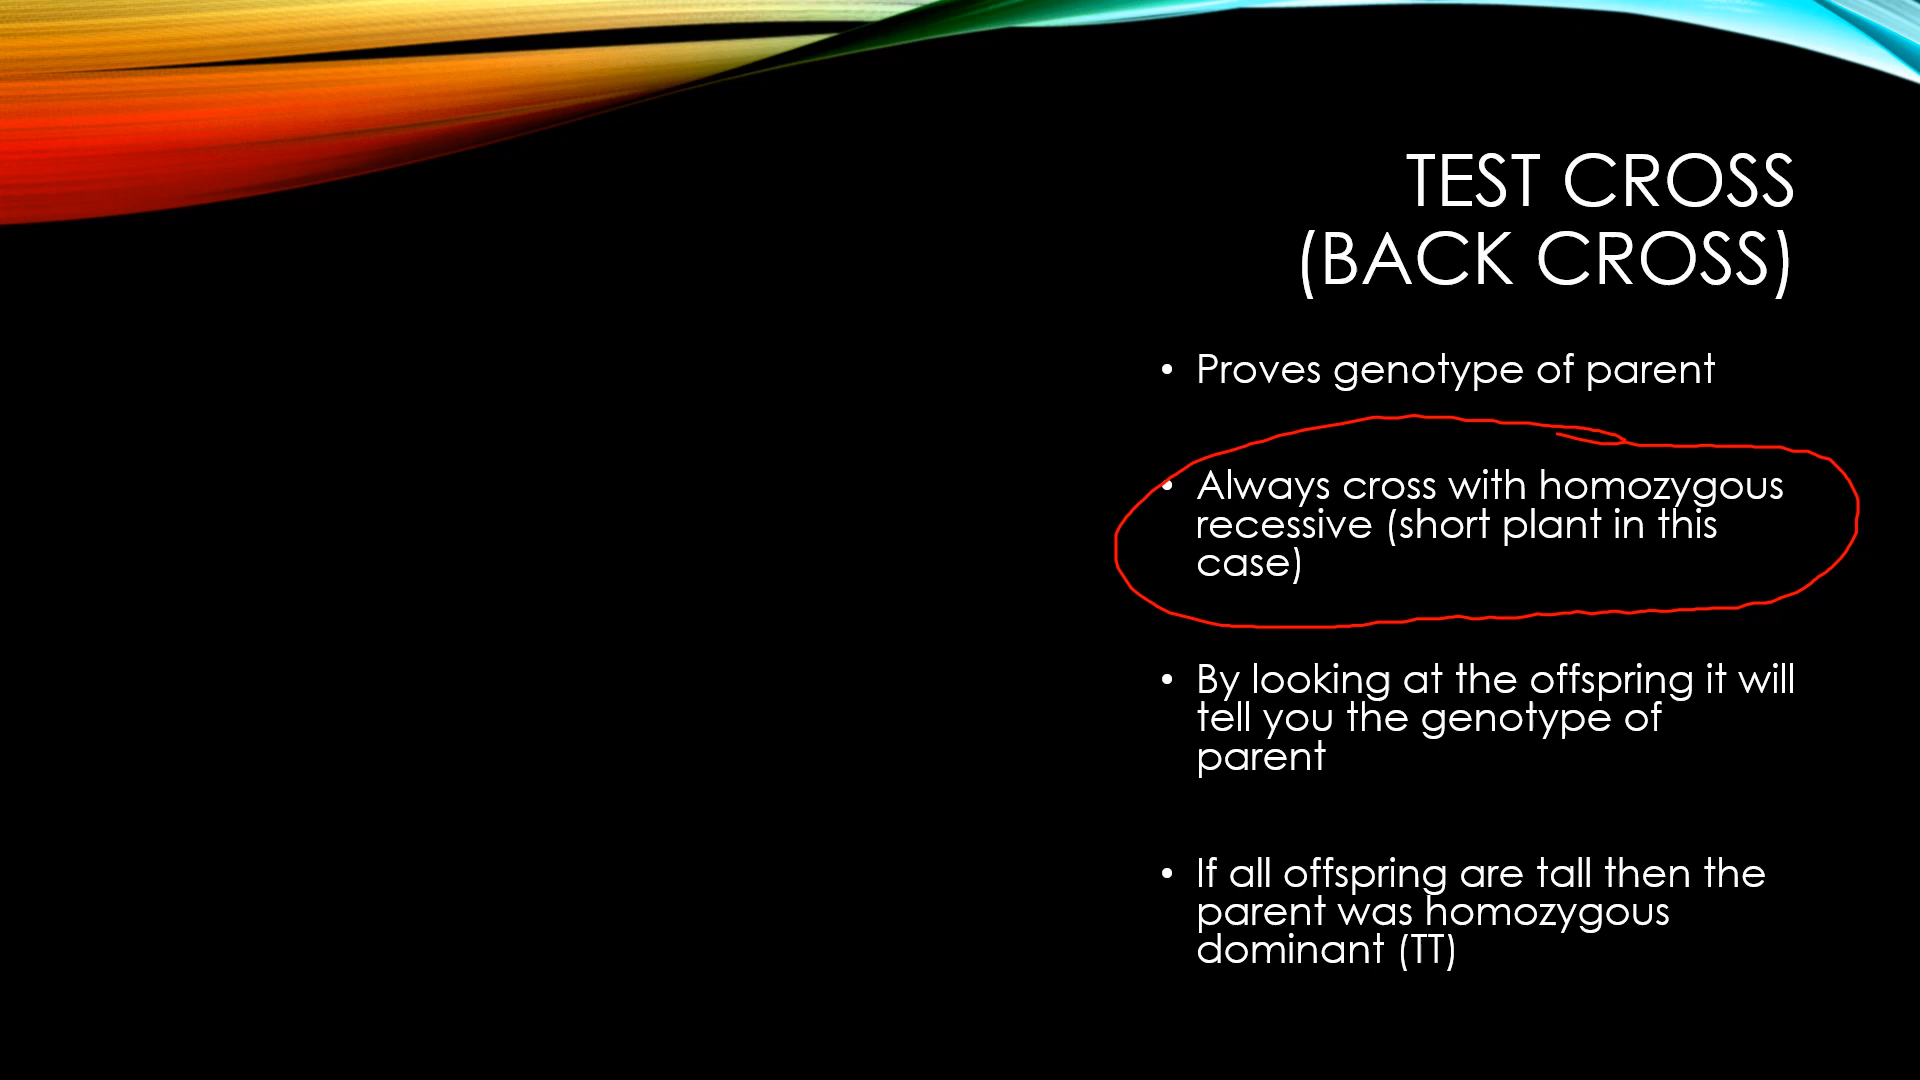 TEST CROSS
(BACK CROSS)
• Proves genotype of parent
• Always cross with homozygous
recessive (short plant in this
case)
• By looking at the offspring it will
tell you the genotype of
parent
• If all offspring are tall then the
parent was homozygous
dominant (TT)